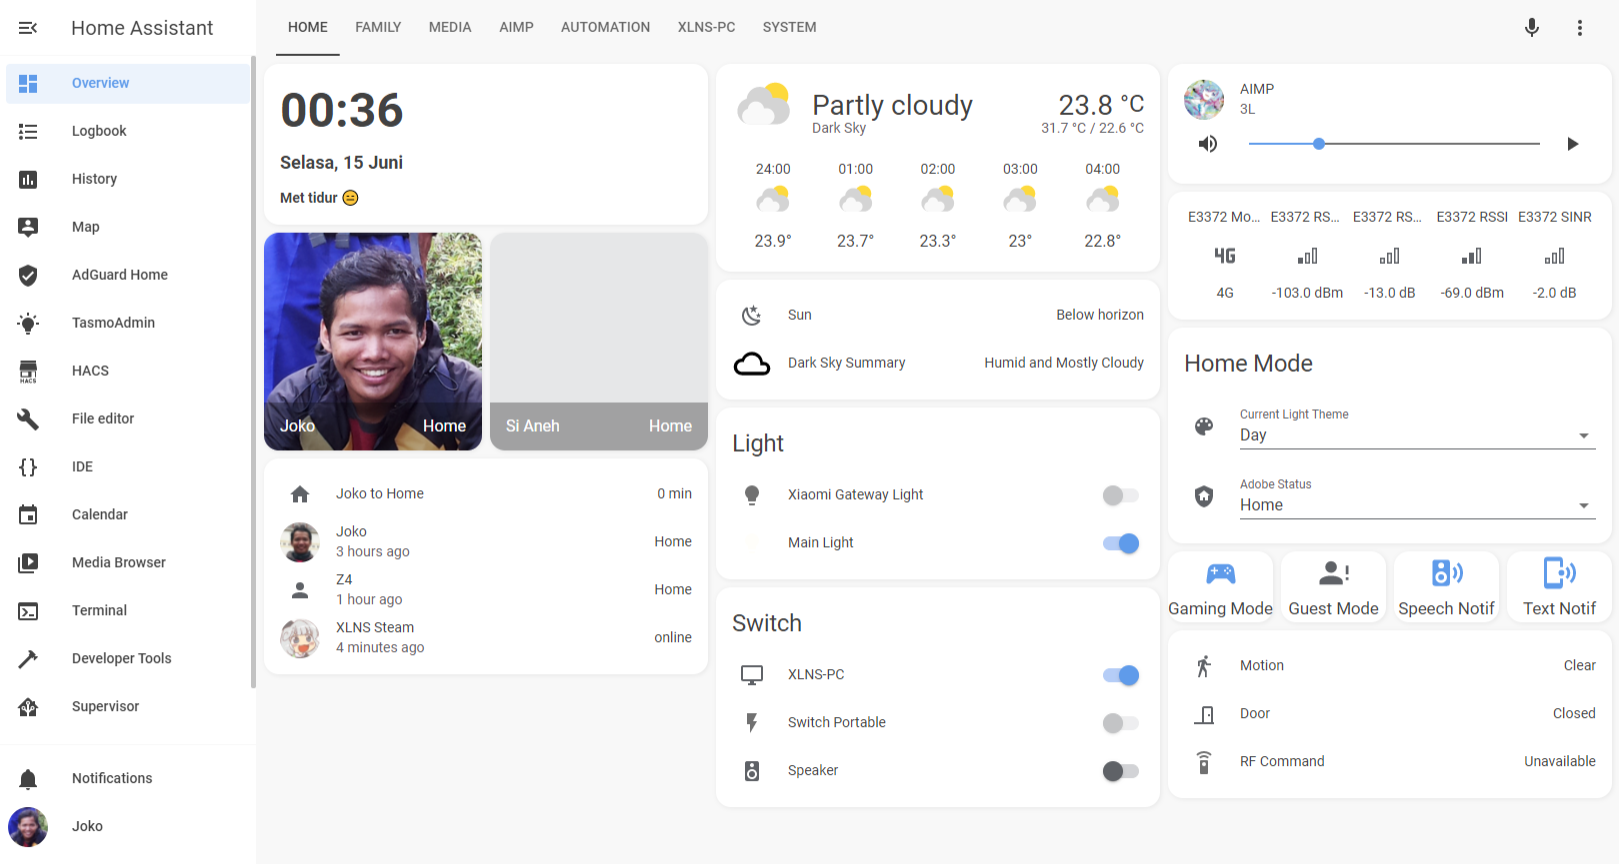 Home Assistant
Overview
Logbook
History
Map
AdGuard Home
TasmoAdmin
HACS
HACS
File editor
IDE
Calendar
Media Browser
Terminal
Developer Tools
Supervisor
Notifications
Joko
HOME FAMILY MEDIA AIMP AUTOMATION XLNS-PC SYSTEM
00:36
Selasa, 15 Juni
Met tidur 😑
Joko Home
Si Aneh Home
Joko to Home 0 min
Joko
3 hours ago
Home
Z4
1 hour ago
Home
XLNS Steam
4 minutes ago
online
Partly cloudy 23.8 °C
Dark Sky 31.7 °C / 22.6 °C
24:00 01:00 02:00 03:00 04:00
23.9° 23.7° 23.3° 23° 22.8°
Sun Below horizon
Dark Sky Summary Humid and Mostly Cloudy
Light
Xiaomi Gateway Light
Main Light
Switch
XLNS-PC
Switch Portable
Speaker
AIMP
3L
E3372 Mo... E3372 RS... E3372 RS... E3372 RSSI E3372 SINR
4G
4G -103.0 dBm -13.0 dB -69.0 dBm -2.0 dB
Home Mode
Current Light Theme
Day
Adobe Status
Home
Gaming Mode Guest Mode Speech Notif Text Notif
Motion Clear
Door Closed
RF Command Unavailable